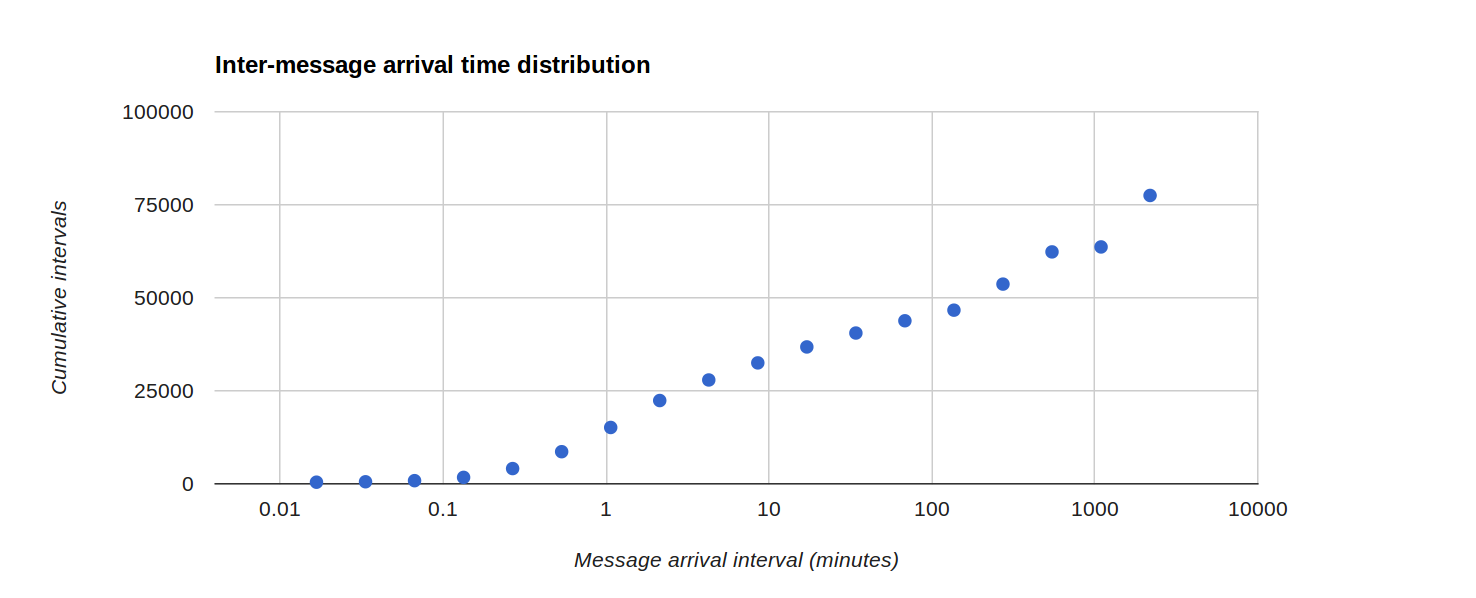 Inter-message arrival time distribution
100000
75000
50000
25000
0
Cumulative intervals
0.01 0.1 1 10 100 1000 10000
Message arrival interval (minutes)